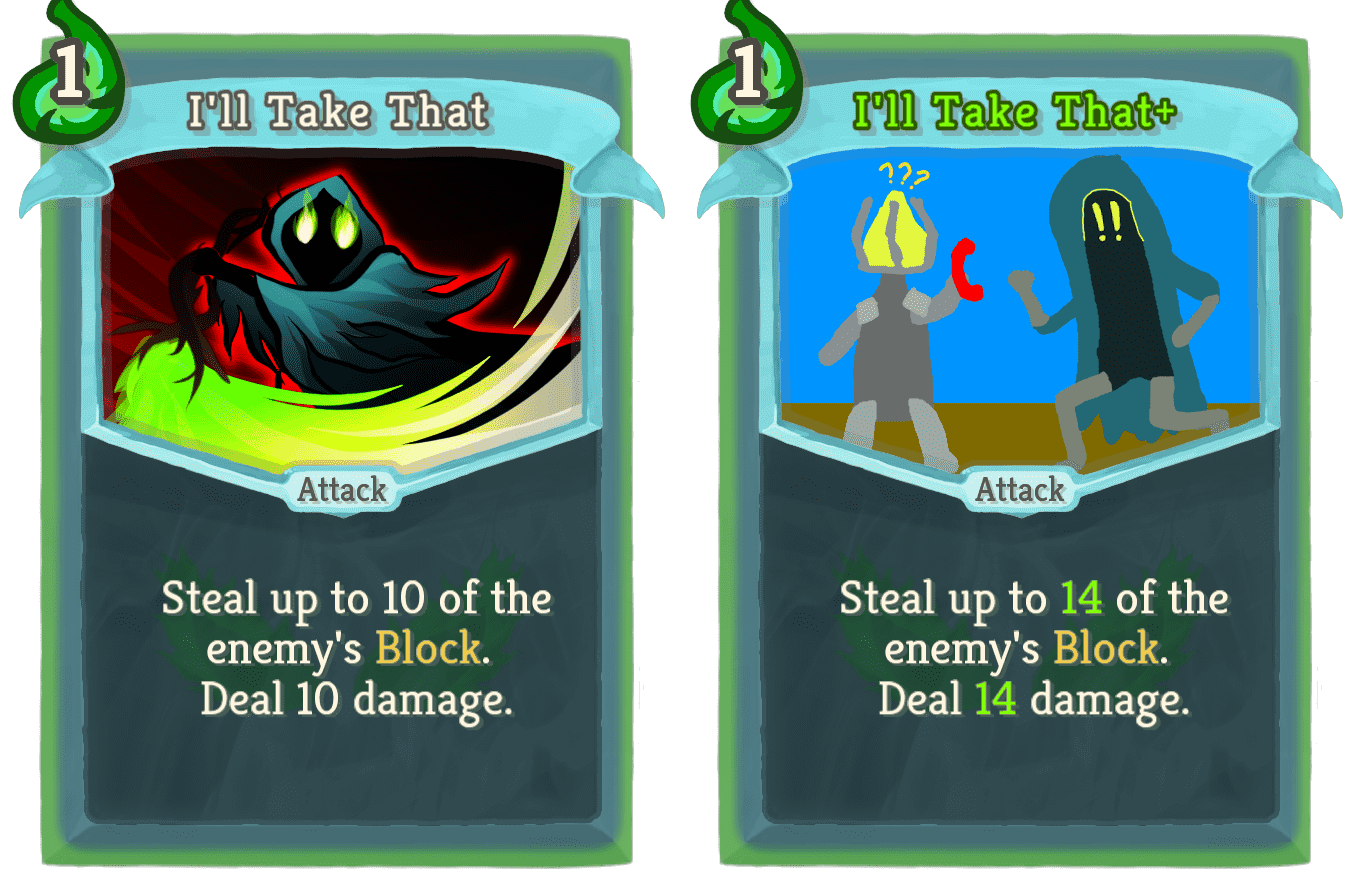 1
I'll Take That
Attack
Steal up to 10 of the
enemy's Block.
Deal 10 damage.
1
I'll Take That+
???
!!
Attack
Steal up to 14 of the
enemy's Block.
Deal 14 damage.